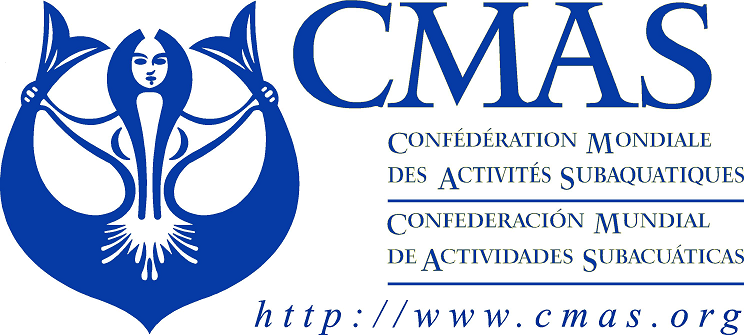 CMAS
CONFÉDÉRATION MONDIALE
DES ACTIVITÉS SUBAQUATIQUES
CONFEDERACIÓN MUNDIAL
DE ACTIVIDADES SUBACUÁTICAS
http://www.cmas.org